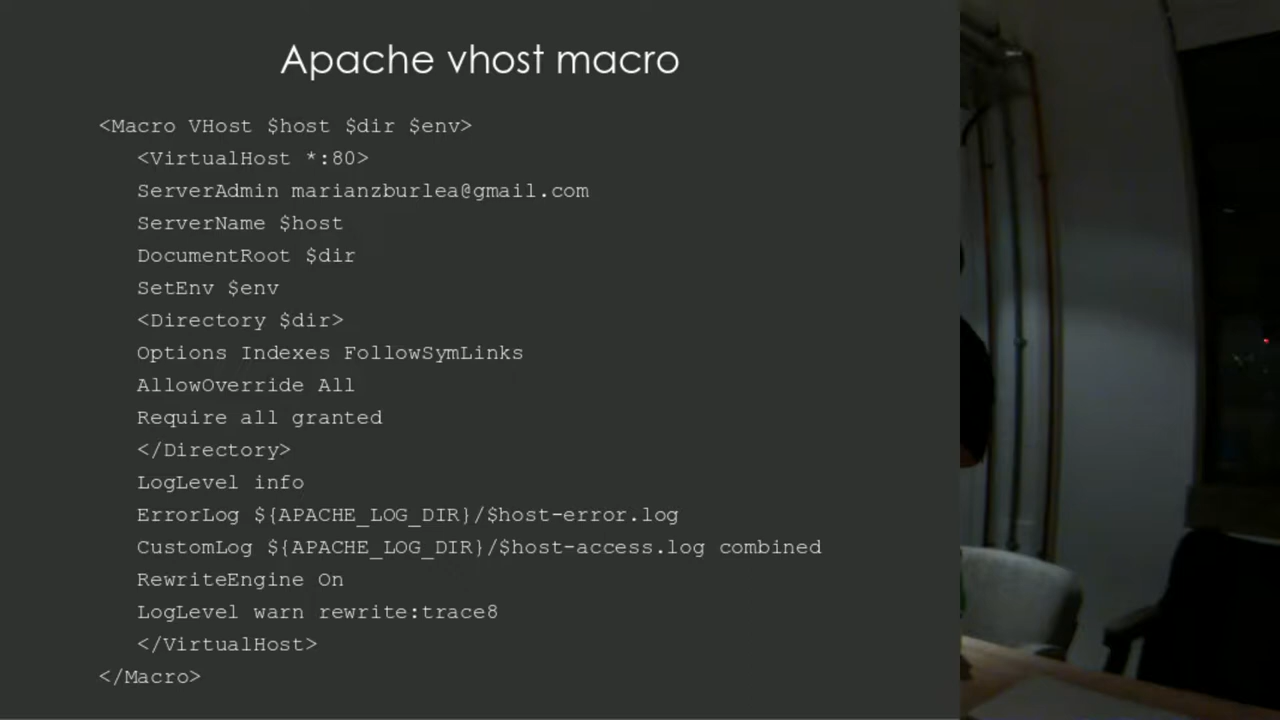 Apache vhost macro
<Macro VHost $host $dir $env>
<VirtualHost *:80>
ServerAdmin marianzburlea@gmail.com
ServerName $host
DocumentRoot $dir
SetEnv $env
<Directory $dir>
Options Indexes FollowSymLinks
AllowOverride All
Require all granted
</Directory>
LogLevel info
ErrorLog ${APACHE_LOG_DIR}/$host-error.log
CustomLog ${APACHE_LOG_DIR}/$host-access.log combined
RewriteEngine On
LogLevel warn rewrite:trace8
</VirtualHost>
</Macro>